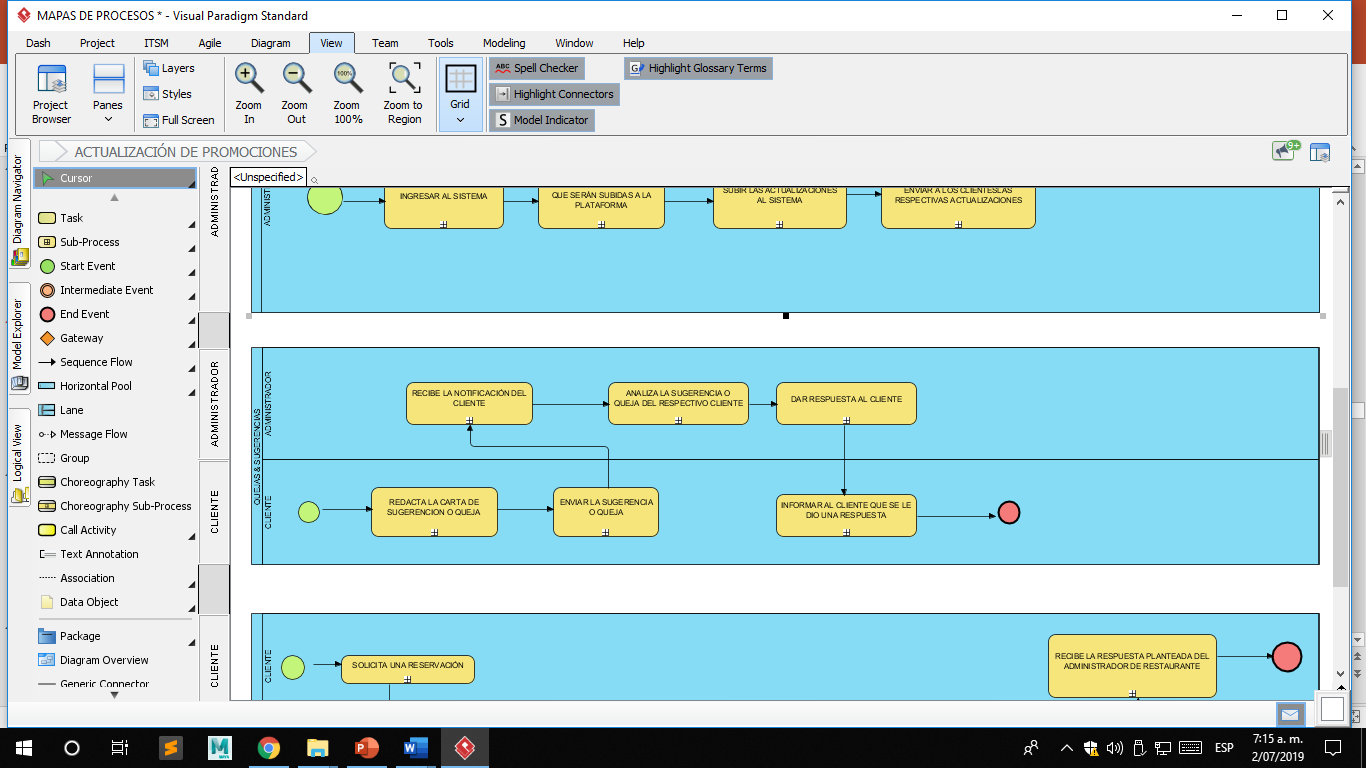 MAPAS DE PROCESOS * - Visual Paradigm Standard
Dash Project ITSM Agile Diagram View Team Tools Modeling Window Help
Project Browser
Panes
Layers
Styles
Full Screen
Zoom In
Zoom Out
100%
Zoom 100%
Zoom to Region
Grid
ABC Spell Checker
Highlight Connectors
S Model Indicator
G Highlight Glossary Terms
ACTUALIZACIÓN DE PROMOCIONES
9+
Diagram Navigator
Model Explorer
Logical View
Cursor
Task
Sub-Process
Start Event
Intermediate Event
End Event
Gateway
Sequence Flow
Horizontal Pool
Lane
Message Flow
Group
Choreography Task
Choreography Sub-Process
Call Activity
Text Annotation
Association
Data Object
Package
Diagram Overview
Generic Connector
ADMINISTRAD
ADMINISTRADOR
CLIENTE
CLIENTE
<Unspecified>
ADMINIST
INGRESAR AL SISTEMA
QUE SERÁN SUBIDAS A LA
PLATAFORMA
SUBIR LAS ACTUALIZACIONES
AL SISTEMA
ENVIAR A LOS CLIENTESLAS
RESPECTIVAS ACTUALIZACIONES
QUEJAS & SUGERENCIAS
ADMINISTRADOR
RECIBE LA NOTIFICACIÓN DEL
CLIENTE
ANALIZA LA SUGERENCIA O
QUEJA DEL RESPECTIVO CLIENTE
DAR RESPUESTA AL CLIENTE
CLIENTE
REDACTA LA CARTA DE
SUGERENCION O QUEJA
ENVIAR LA SUGERENCIA
O QUEJA
INFORMAR AL CLIENTE QUE SE LE
DIO UNA RESPUESTA
CLIENTE
SOLICITA UNA RESERVACIÓN
RECIBE LA RESPUESTA PLANTEADA DEL
ADMINISTRADOR DE RESTAURANTE
ESP
7:15 a. m.
2/07/2019